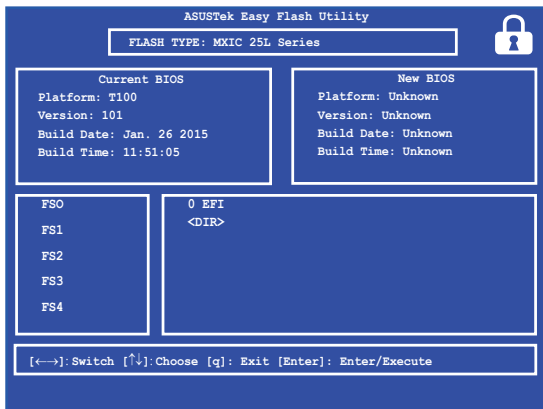 ASUSTek Easy Flash Utility
FLASH TYPE: MXIC 25L Series
Current BIOS
Platform: T100
Version: 101
Build Date: Jan. 26 2015
Build Time: 11:51:05
New BIOS
Platform: Unknown
Version: Unknown
Build Date: Unknown
Build Time: Unknown
FSO
FS1
FS2
FS3
FS4
0 EFI
<DIR>
[←→]: Switch [↑↓]: Choose [q]: Exit [Enter]: Enter/Execute